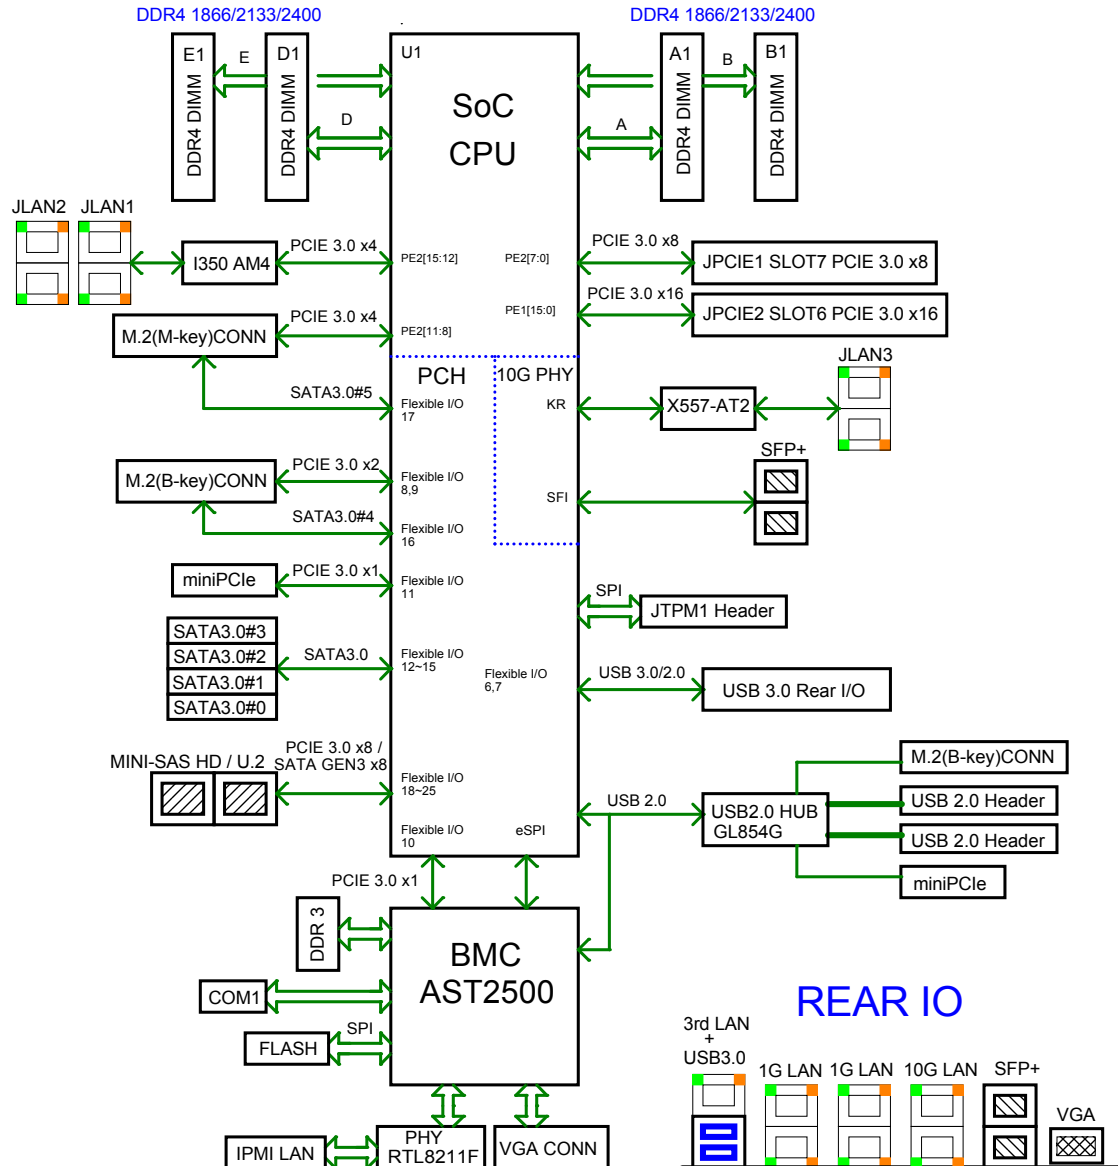 DDR4 1866/2133/2400
DDR4 1866/2133/2400
E1
DDR4 DIMM
E
D1
DDR4 DIMM
D
U1
SoC
CPU
A1
DDR4 DIMM
A
B
B1
DDR4 DIMM
JLAN2
JLAN1
I350 AM4
PCIE 3.0 x4
PE2[15:12]
PE2[7:0]
PCIE 3.0 x8
JPCIE1 SLOT7 PCIE 3.0 x8
PCIE 3.0 x16
PE1[15:0]
JPCIE2 SLOT6 PCIE 3.0 x16
M.2(M-key)CONN
PCIE 3.0 x4
PE2[11:8]
SATA3.0#5
PCH
Flexible I/O
17
10G PHY
KR
X557-AT2
JLAN3
SFP+
SFI
M.2(B-key)CONN
PCIE 3.0 x2
Flexible I/O
8,9
SATA3.0#4
Flexible I/O
16
miniPCIe
PCIE 3.0 x1
Flexible I/O
11
SPI
JTPM1 Header
SATA3.0#3
SATA3.0#2
SATA3.0#1
SATA3.0#0
SATA3.0
Flexible I/O
12~15
Flexible I/O
6,7
USB 3.0/2.0
USB 3.0 Rear I/O
MINI-SAS HD / U.2
PCIE 3.0 x8 /
SATA GEN3 x8
Flexible I/O
18~25
USB 2.0
USB2.0 HUB
GL854G
M.2(B-key)CONN
USB 2.0 Header
USB 2.0 Header
miniPCIe
Flexible I/O
10
eSPI
PCIE 3.0 x1
DDR 3
BMC
AST2500
COM1
SPI
FLASH
IPMI LAN
PHY
RTL8211F
VGA CONN
REAR IO
3rd LAN
+
USB3.0
1G LAN
1G LAN
10G LAN
SFP+
VGA